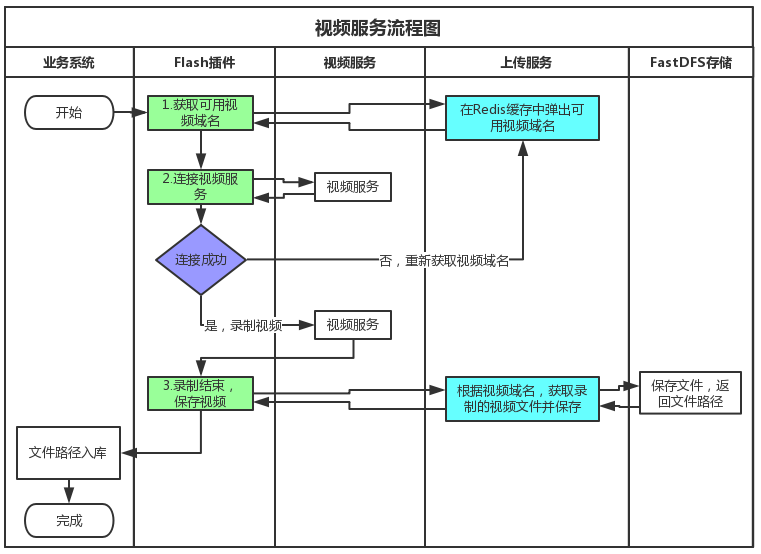 视频服务流程图
业务系统
Flash插件
视频服务
上传服务
FastDFS存储
开始
1.获取可用视
频域名
在Redis缓存中弹出可
用视频域名
2.连接视频服
务
视频服务
连接成功
否，重新获取视频域名
是，录制视频
视频服务
3.录制结束，
保存视频
根据视频域名，获取录
制的视频文件并保存
保存文件，返
回文件路径
文件路径入库
完成